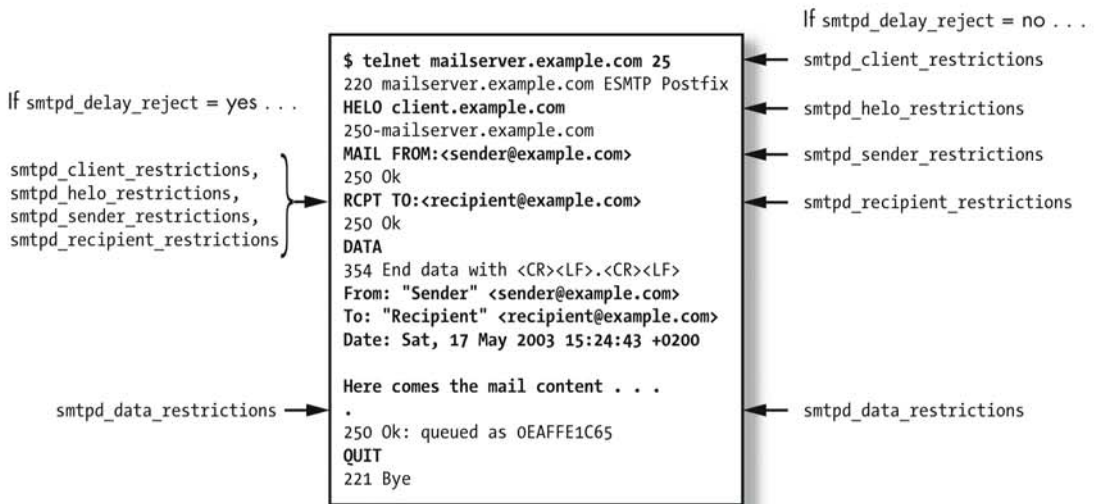 If smtpd_delay_reject = no . . .
smtpd_client_restrictions
smtpd_helo_restrictions
smtpd_sender_restrictions
smtpd_recipient_restrictions
smtpd_data_restrictions
If smtpd_delay_reject = yes . . .
smtpd_client_restrictions,
smtpd_helo_restrictions,
smtpd_sender_restrictions,
smtpd_recipient_restrictions
smtpd_data_restrictions
$ telnet mailserver.example.com 25
220 mailserver.example.com ESMTP Postfix
HELO client.example.com
250-mailserver.example.com
MAIL FROM:<sender@example.com>
250 Ok
RCPT TO:<recipient@example.com>
250 Ok
DATA
354 End data with <CR><LF>.<CR><LF>
From: "Sender" <sender@example.com>
To: "Recipient" <recipient@example.com>
Date: Sat, 17 May 2003 15:24:43 +0200
Here comes the mail content . . .
.
250 Ok: queued as 0EAFFE1C65
QUIT
221 Bye